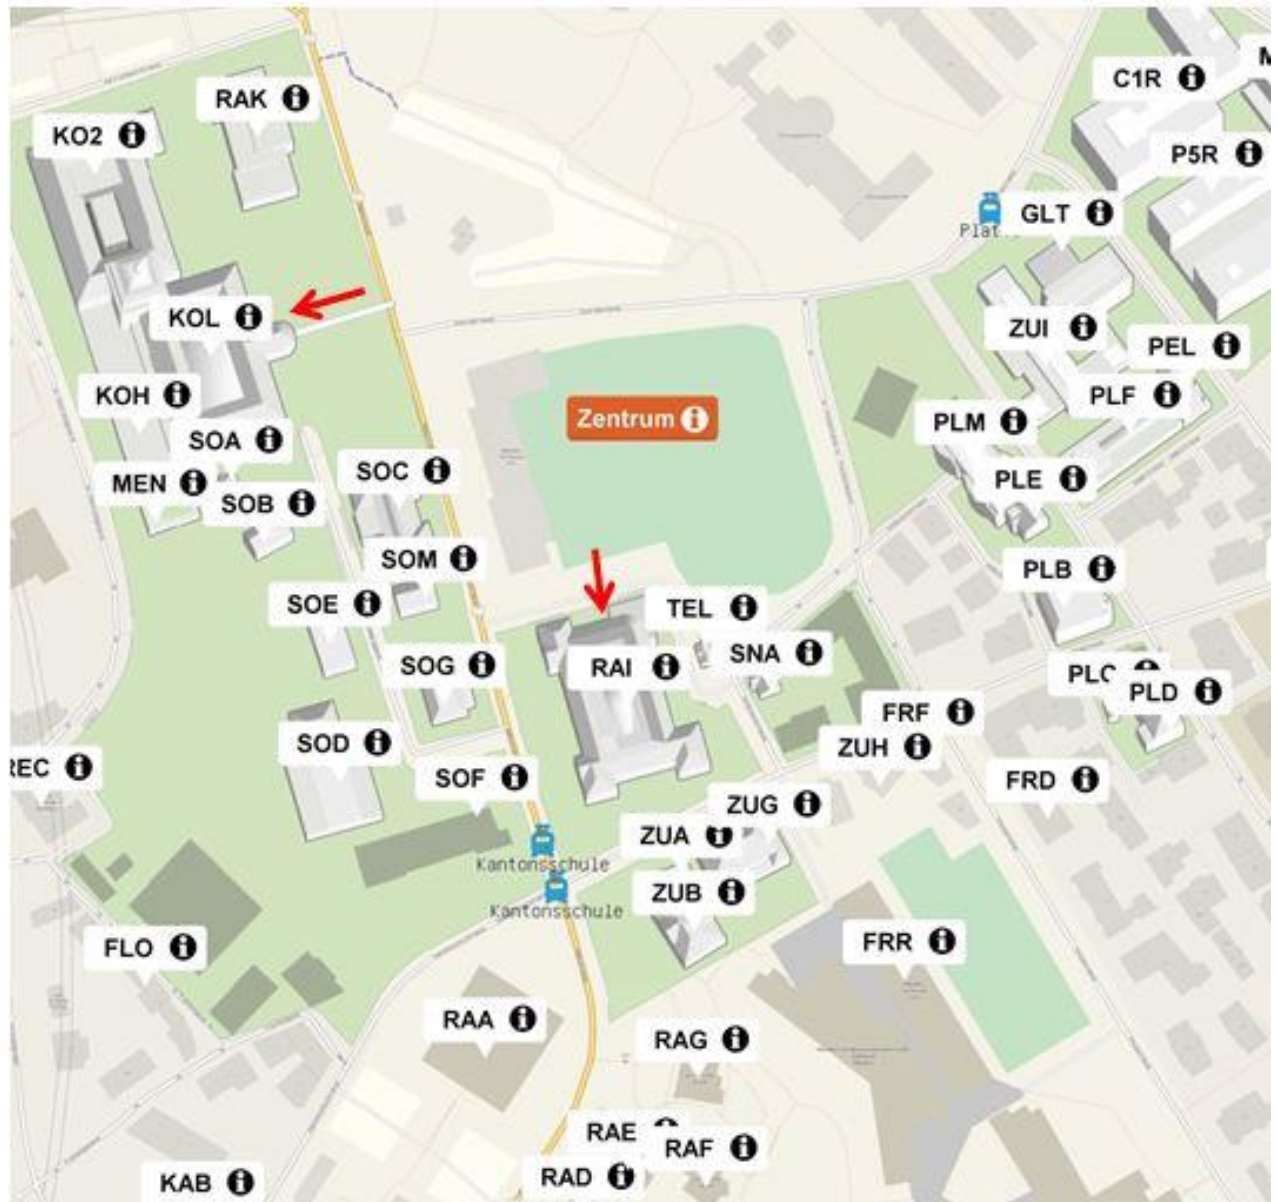 RAK
C1R
KO2
P5R
GLT
KOL
ZUI
PEL
KOH
PLF
Zentrum
PLM
SOA
SOC
MEN
SOB
PLE
SOM
PLB
SOE
TEL
SOG
RAI
SNA
PLD
FRF
SOD
ZUH
SOF
FRD
ZUG
ZUA
Kantonsschule
ZUB
Kantonsschule
FLO
FRR
RAA
RAG
RAE
RAF
RAD
KAB